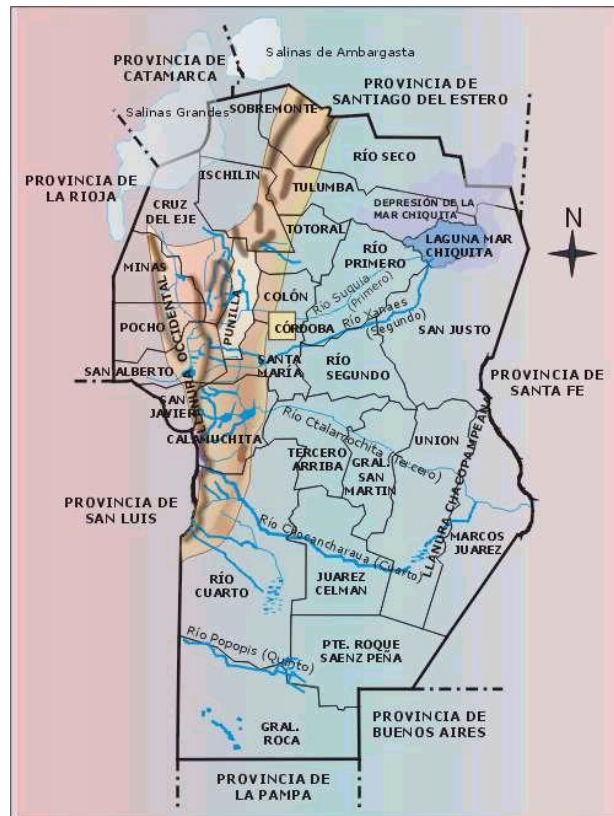 Salinas de Ambargasta
PROVINCIA DE
CATAMARCA
PROVINCIA DE
SANTIAGO DEL ESTERO
SOBREMONTE
Salinas Grandes
RÍO SECO
PROVINCIA DE
LA RIOJA
ISCHILIN
TULUMBA
CRUZ
DEL EJE
DEPRESIÓN DE LA
MAR CHIQUITA
N
TOTORAL
RÍO
PRIMERO
LAGUNA MAR
CHIQUITA
MINAS
COLÓN
Río Suquia
(Primero)
PUNILLA
LLANURA OCCIDENTAL
POCHO
CÓRDOBA
Río Xanaes
(Segundo)
SAN JUSTO
SAN ALBERTO
SANTA
MARÍA
RÍO
SEGUNDO
PROVINCIA DE
SANTA FE
SAN
JAVIER
CALAMUCHITA
Río Ctalamochita (Tercero)
UNION
TERCERO
ARRIBA
GRAL.
SAN
MARTIN
LLANURA CHACOPAMPEANA
PROVINCIA DE
SAN LUIS
Río Chocancharaua (Cuarto)
MARCOS
JUAREZ
RÍO
CUARTO
JUAREZ
CELMAN
Río Popopis (Quinto)
PTE. ROQUE
SAENZ PEÑA
GRAL.
ROCA
PROVINCIA DE
BUENOS AIRES
PROVINCIA DE
LA PAMPA